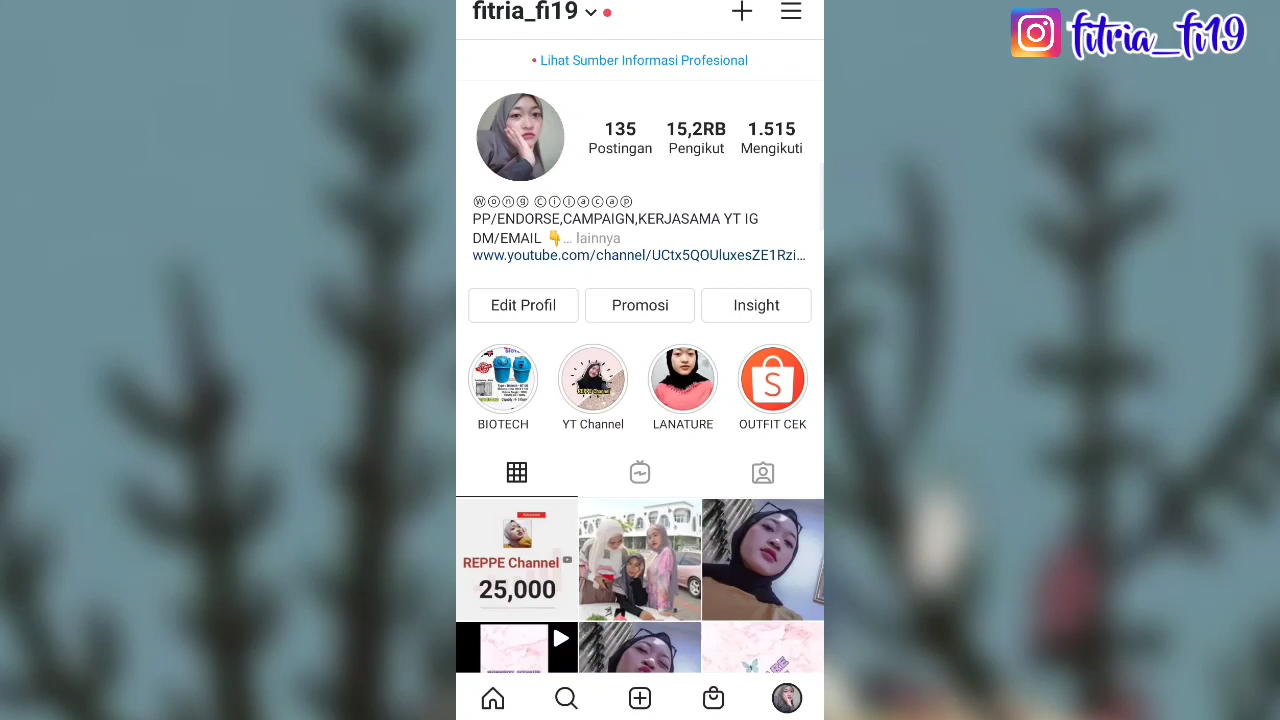 fitria_fi19
fitria_fi19
• Lihat Sumber Informasi Profesional
135 15,2RB 1.515
Postingan Pengikut Mengikuti
Ⓦⓞⓝⓖ Ⓒⓘⓛⓐⓒⓐⓟ
PP/ENDORSE,CAMPAIGN,KERJASAMA YT IG
DM/EMAIL 👇... lainnya
www.youtube.com/channel/UCtx5QOUluxesZE1Rzi...
Edit Profil Promosi Insight
BIOTECH YT Channel LANATURE OUTFIT CEK
REPPE Channel
25,000